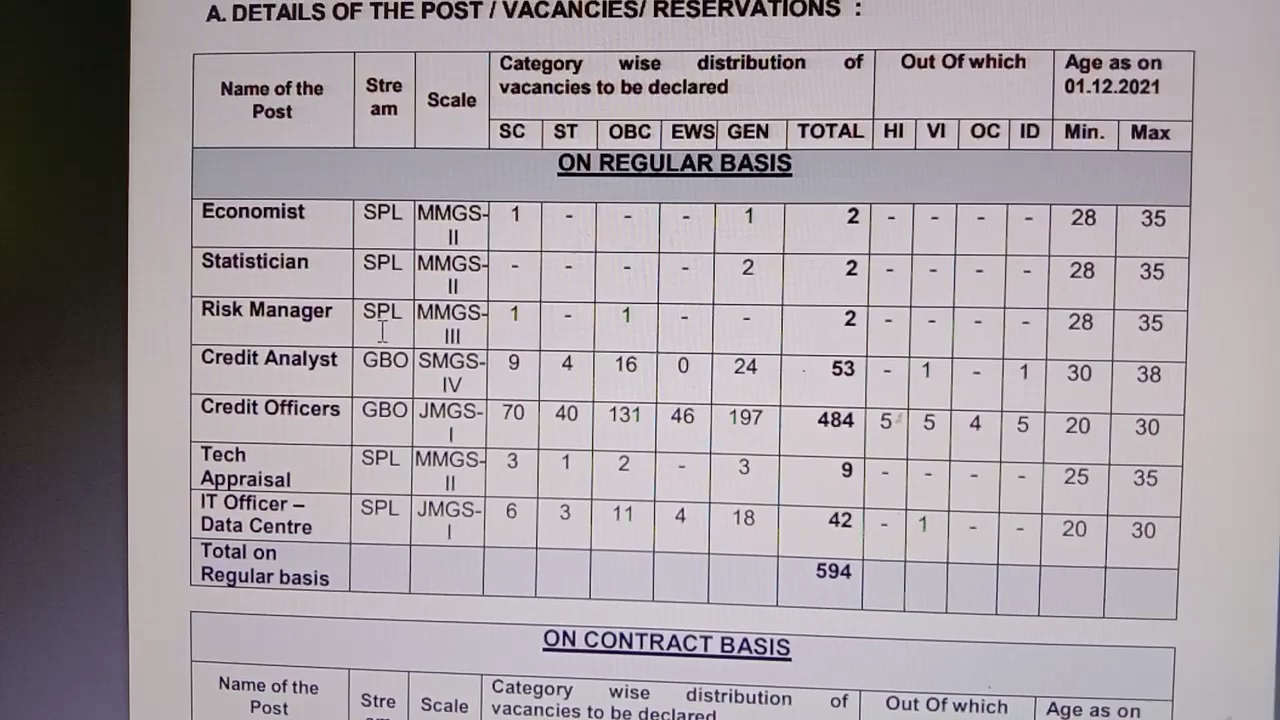 A. DETAILS OF THE POST / VACANCIES/ RESERVATIONS :
Name of the Post | Stre am | Scale | Category wise distribution of vacancies to be declared | Out Of which | Age as on 01.12.2021
SC | ST | OBC | EWS | GEN | TOTAL | HI | VI | OC | ID | Min. | Max
ON REGULAR BASIS
Economist | SPL | MMGS-II | 1 | - | - | - | 1 | 2 | - | - | - | - | 28 | 35
Statistician | SPL | MMGS-II | - | - | - | - | 2 | 2 | - | - | - | - | 28 | 35
Risk Manager | SPL | MMGS-III | 1 | - | 1 | - | - | 2 | - | - | - | - | 28 | 35
Credit Analyst | GBO | SMGS-IV | 9 | 4 | 16 | 0 | 24 | 53 | - | 1 | - | 1 | 30 | 38
Credit Officers | GBO | JMGS-I | 70 | 40 | 131 | 46 | 197 | 484 | 5 | 5 | 4 | 5 | 20 | 30
Tech Appraisal | SPL | MMGS-II | 3 | 1 | 2 | - | 3 | 9 | - | - | - | - | 25 | 35
IT Officer – Data Centre | SPL | JMGS-I | 6 | 3 | 11 | 4 | 18 | 42 | - | 1 | - | - | 20 | 30
Total on Regular basis | 594
ON CONTRACT BASIS
Name of the Post | Stre am | Scale | Category wise distribution of vacancies to be declared | Out Of which | Age as on